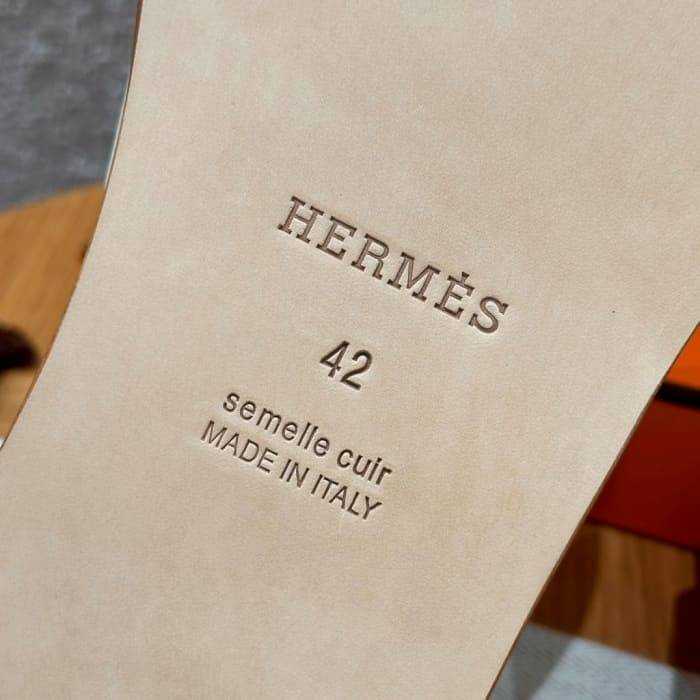 HERMÈS
42
semelle cuir
MADE IN ITALY